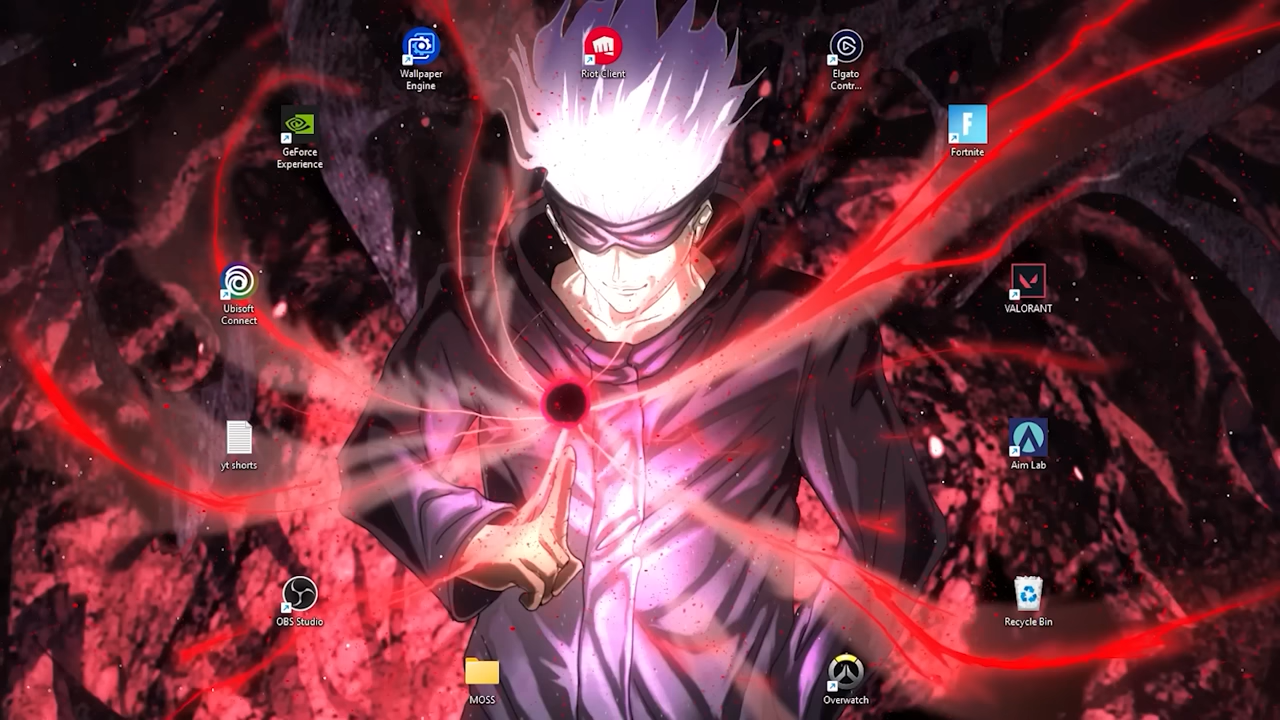 Wallpaper
Engine
Riot Client
Elgato
Contr...
GeForce
Experience
Fortnite
Ubisoft
Connect
VALORANT
yt shorts
Aim Lab
OBS Studio
Recycle Bin
MOSS
Overwatch